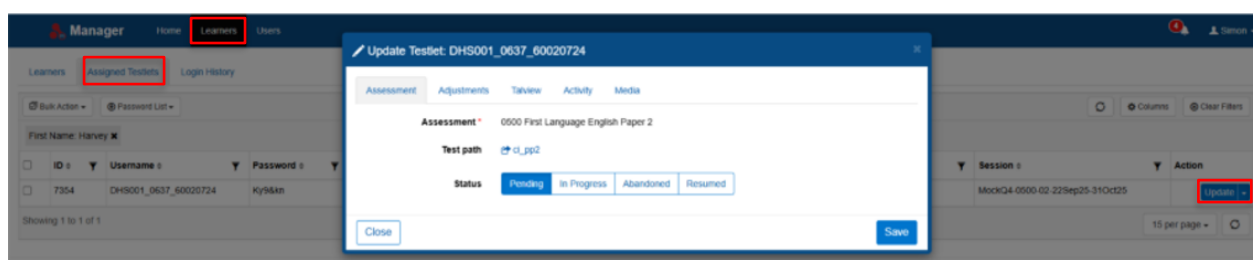 Manager Home Learners Users 4 Simon
Update Testlet: DHS001_0637_60020724
Learners Assigned Testlets Login History
Assessment Adjustments Talview Activity Media
Bulk Action Password List Columns Clear Filters
Assessment * 0500 First Language English Paper 2
First Name: Harvey
Test path ci_pp2
ID Username Password Session Action
Status Pending In Progress Abandoned Resumed
7354 DHS001_0637_60020724 Ky9&kn MockQ4-0500-02-22Sep25-31Oct25 Update
Showing 1 to 1 of 1 15 per page
Close Save